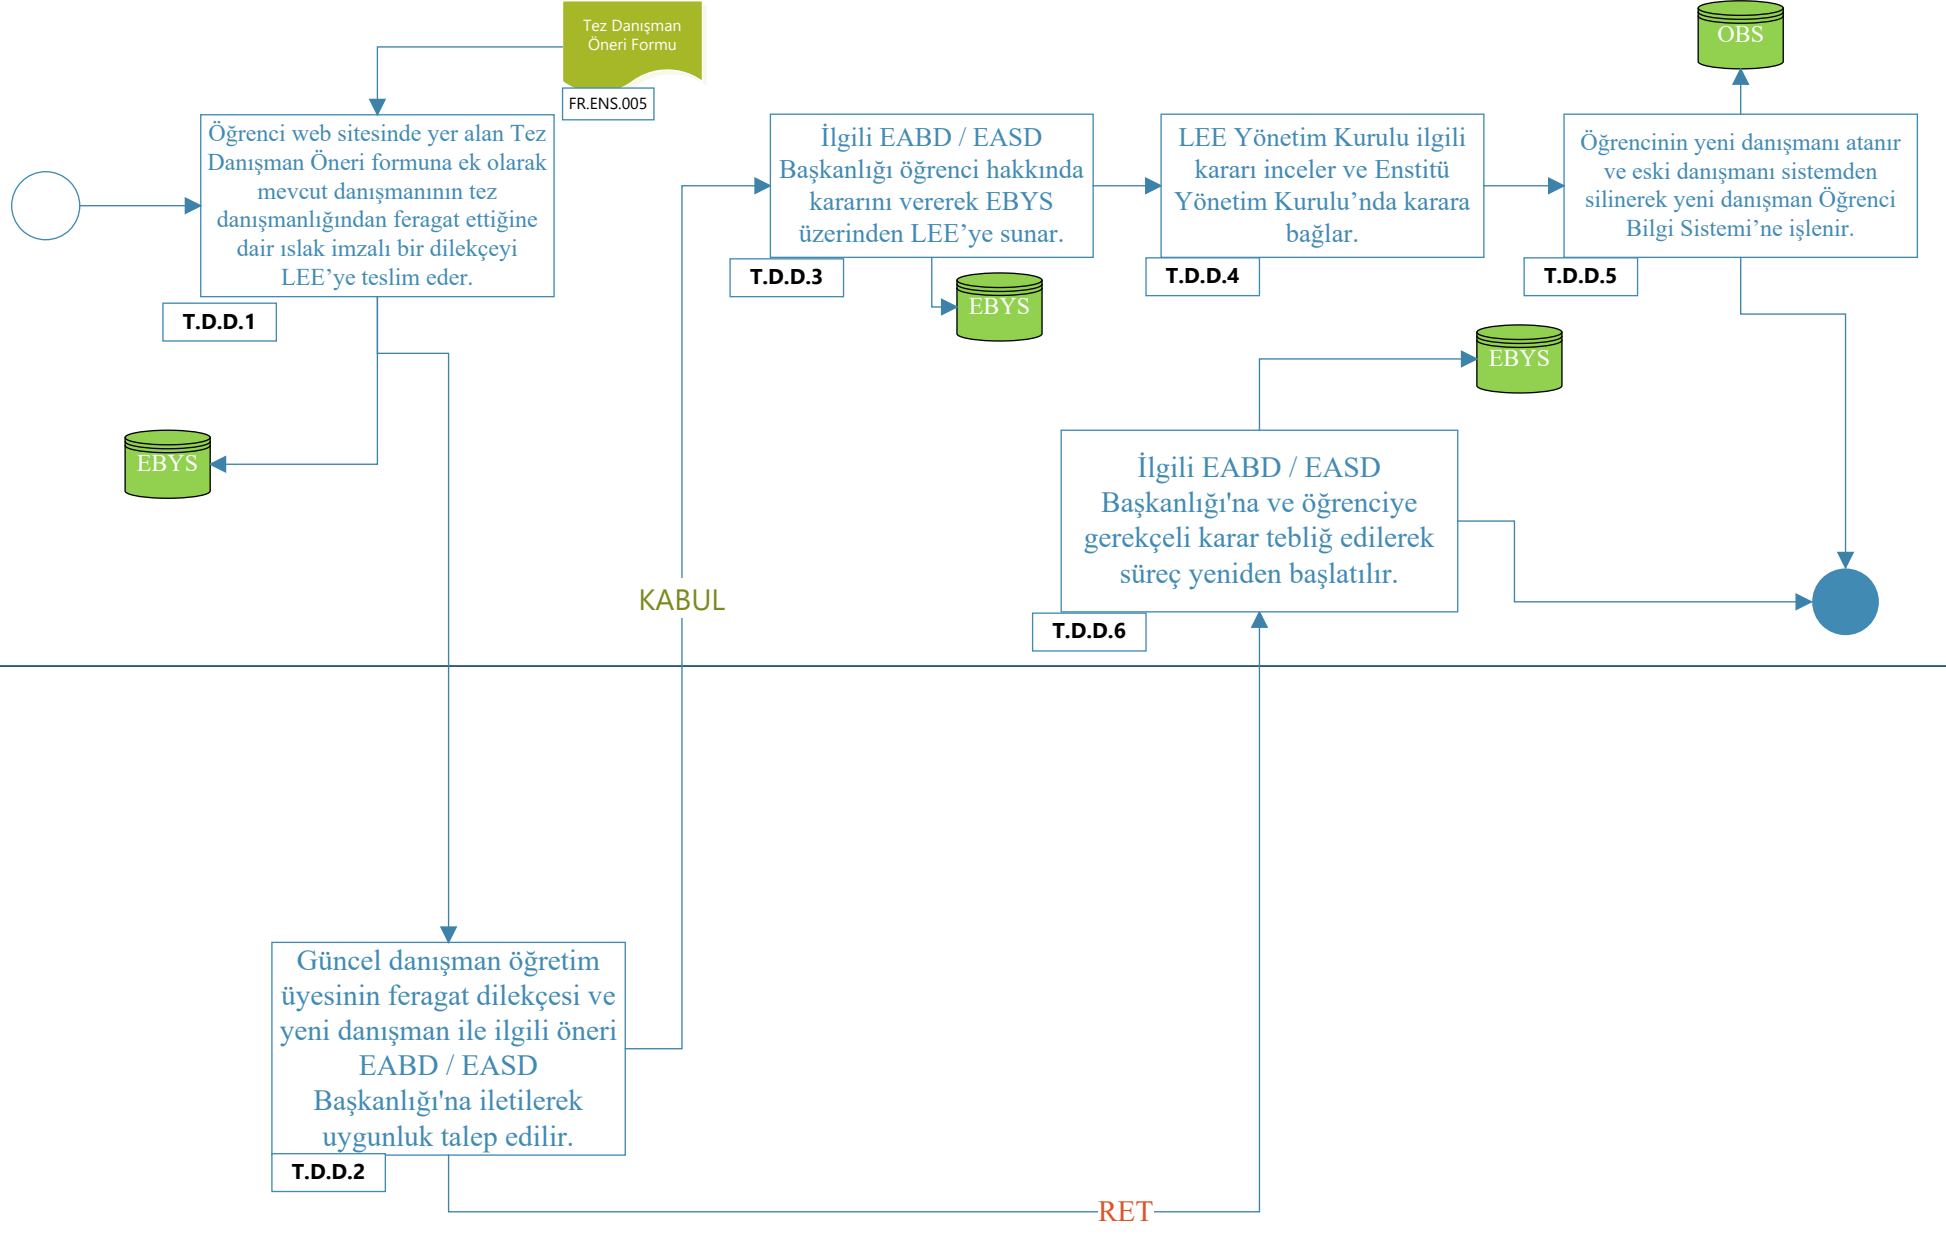 Tez Danışman
Öneri Formu
FR.ENS.005
OBS
Öğrenci web sitesinde yer alan Tez
Danışman Öneri formuna ek olarak
mevcut danışmanının tez
danışmanlığından feragat ettiğine
dair ıslak imzalı bir dilekçeyi
LEE’ye teslim eder.
T.D.D.1
EBYS
İlgili EABD / EASD
Başkanlığı öğrenci hakkında
kararını vererek EBYS
üzerinden LEE’ye sunar.
T.D.D.3
EBYS
LEE Yönetim Kurulu ilgili
kararı inceler ve Enstitü
Yönetim Kurulu’nda karara
bağlar.
T.D.D.4
Öğrencinin yeni danışmanı atanır
ve eski danışmanı sistemden
silinerek yeni danışman Öğrenci
Bilgi Sistemi’ne işlenir.
T.D.D.5
EBYS
İlgili EABD / EASD
Başkanlığı'na ve öğrenciye
gerekçeli karar tebliğ edilerek
süreç yeniden başlatılır.
T.D.D.6
KABUL
Güncel danışman öğretim
üyesinin feragat dilekçesi ve
yeni danışman ile ilgili öneri
EABD / EASD
Başkanlığı'na iletilerek
uygunluk talep edilir.
T.D.D.2
RET